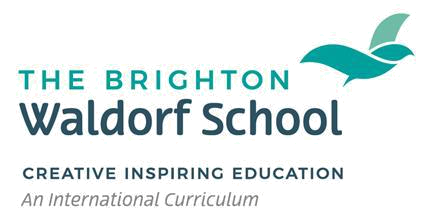 THE BRIGHTON
Waldorf School
CREATIVE INSPIRING EDUCATION
An International Curriculum